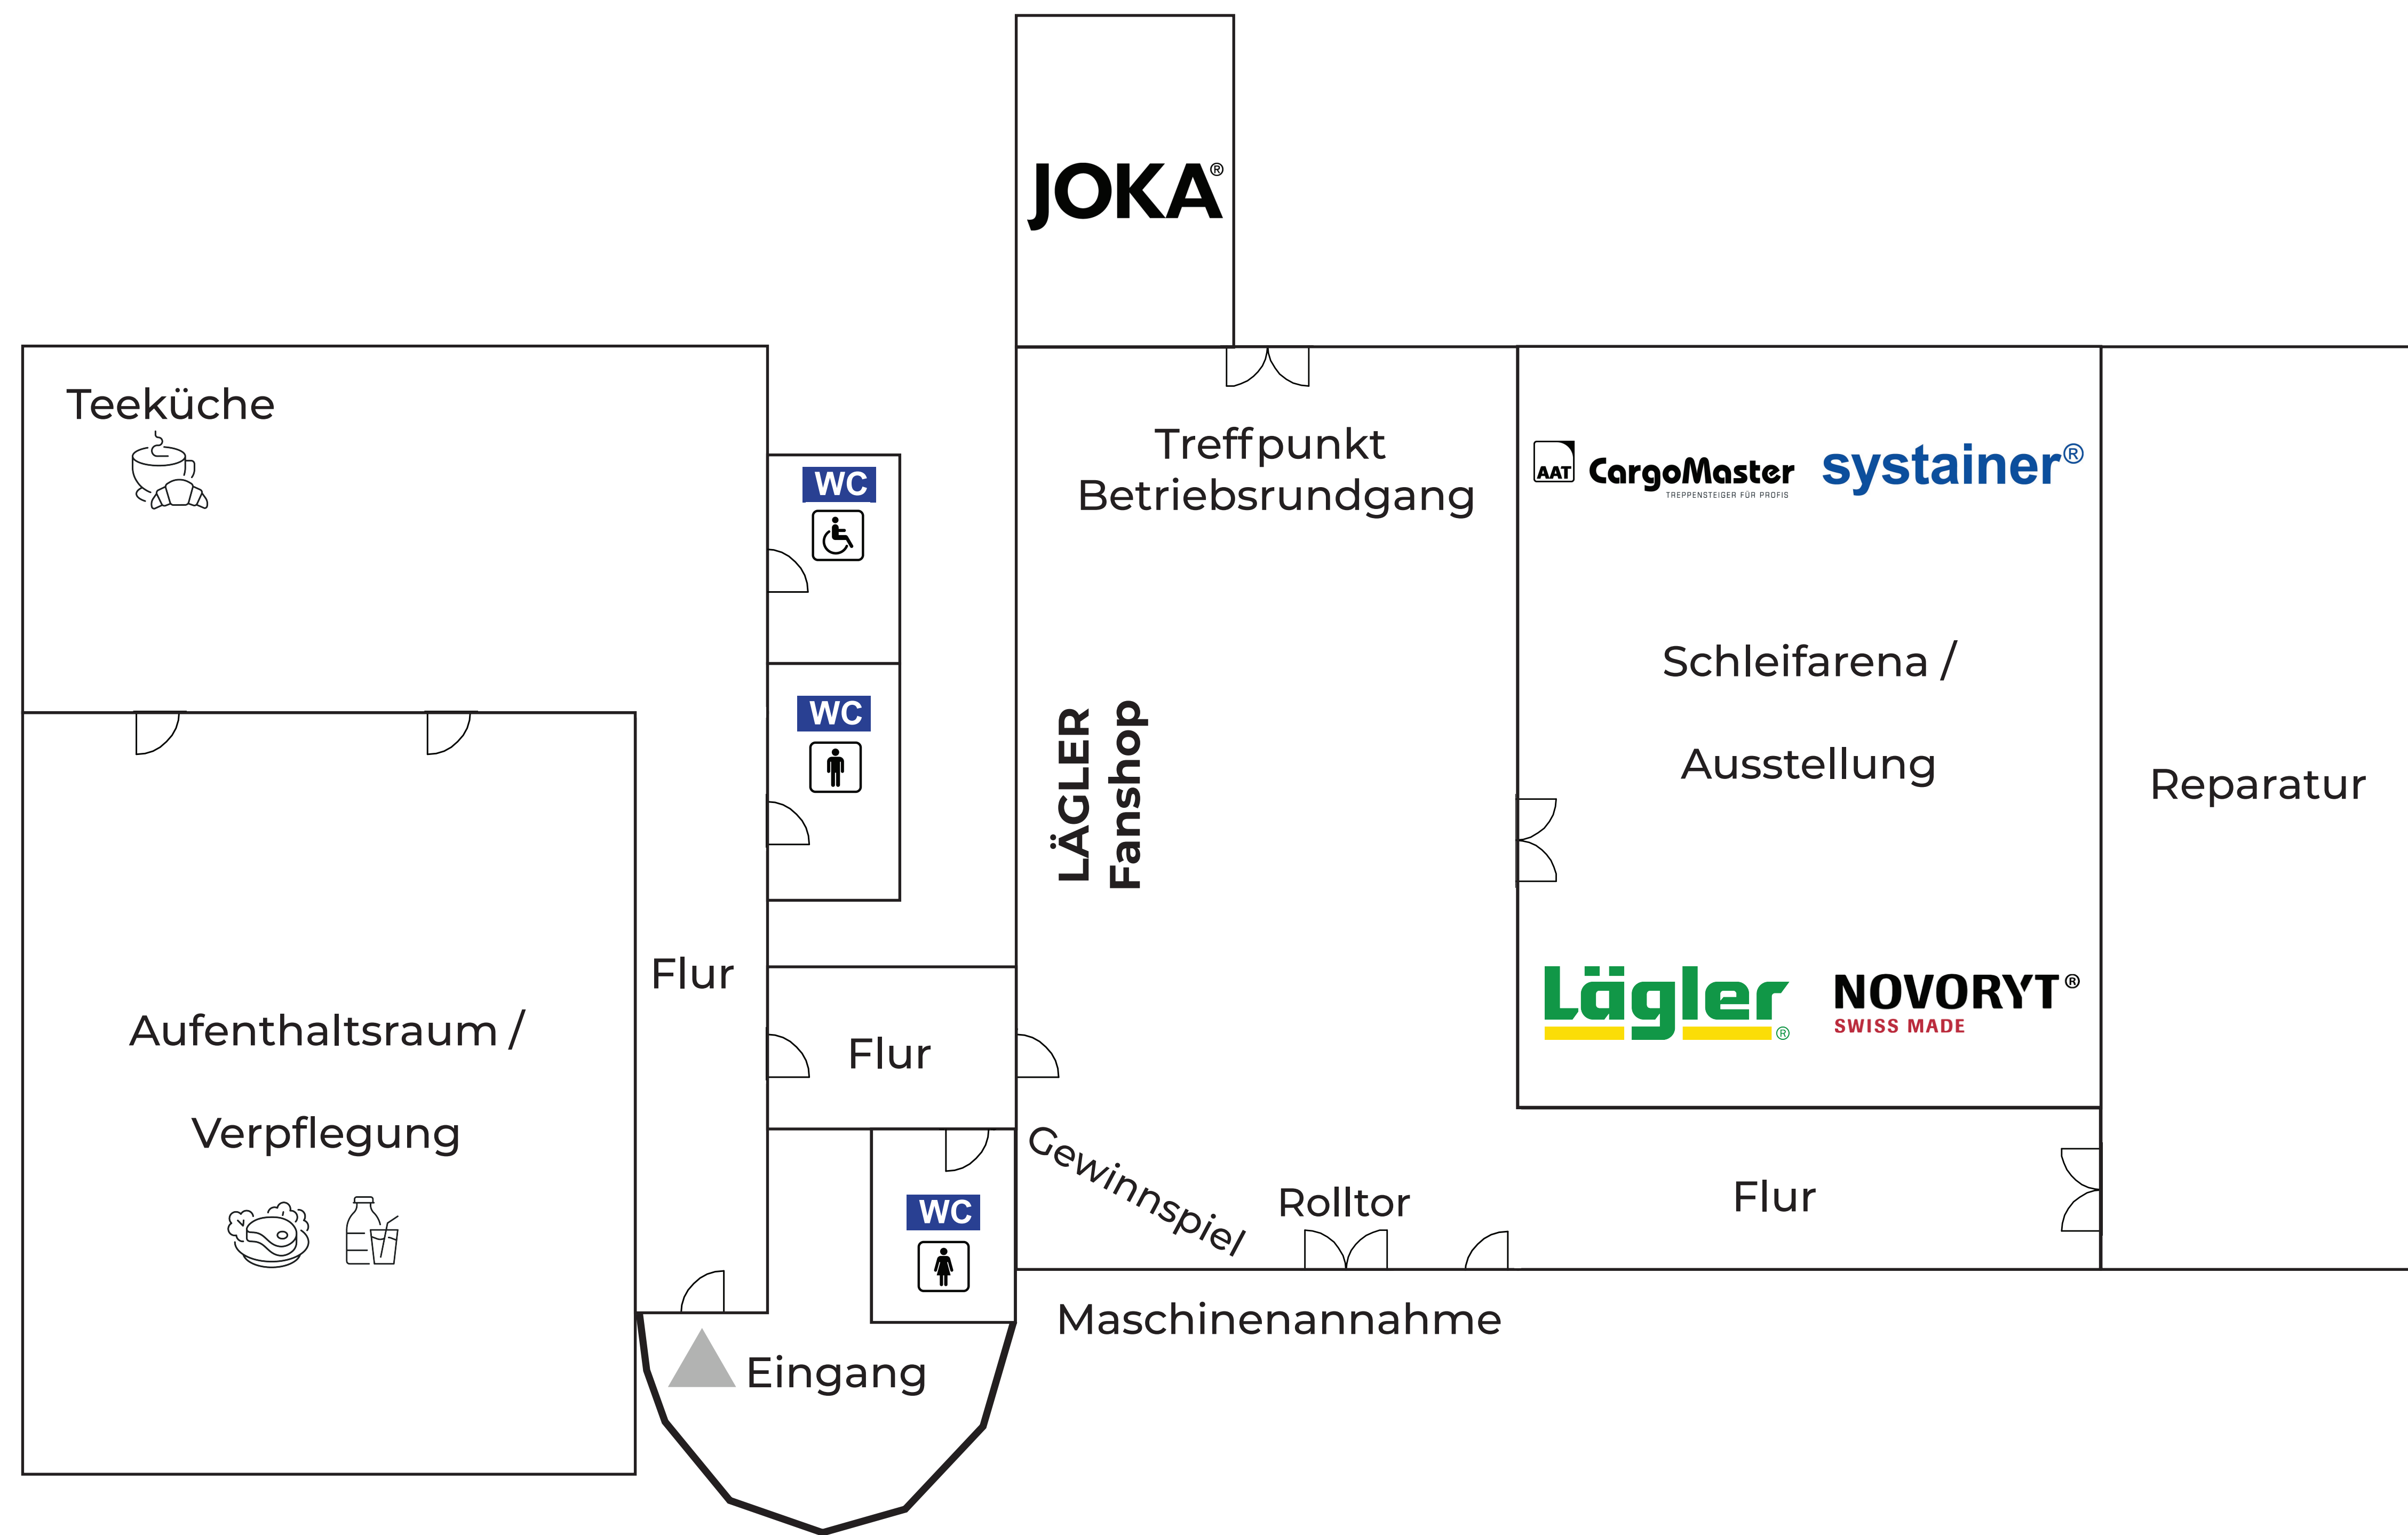 JOKA®
Teeküche
WC
Treffpunkt
Betriebsrundgang
AAT
CargoMaster
TREPPENSTEIGER FÜR PROFIS
systainer®
WC
LÄGLER
Fanshop
Schleifarena /
Ausstellung
Reparatur
Flur
Aufenthaltsraum /
Verpflegung
Flur
Lägler®
NOVORYT®
SWISS MADE
WC
Gewinnspiel
Rolltor
Flur
Maschinenannahme
Eingang